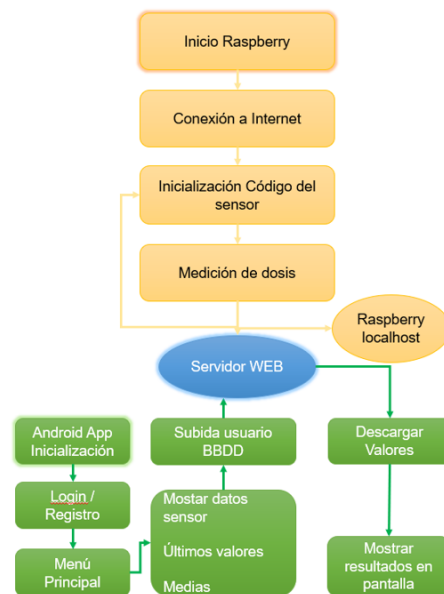 Inicio Raspberry
Conexión a Internet
Inicialización Código del
sensor
Medición de dosis
Raspberry
localhost
Servidor WEB
Android App
Inicialización
Subida usuario
BBDD
Descargar
Valores
Login /
Registro
Mostar datos
sensor
Últimos valores
Medias
Menú
Principal
Mostrar
resultados en
pantalla